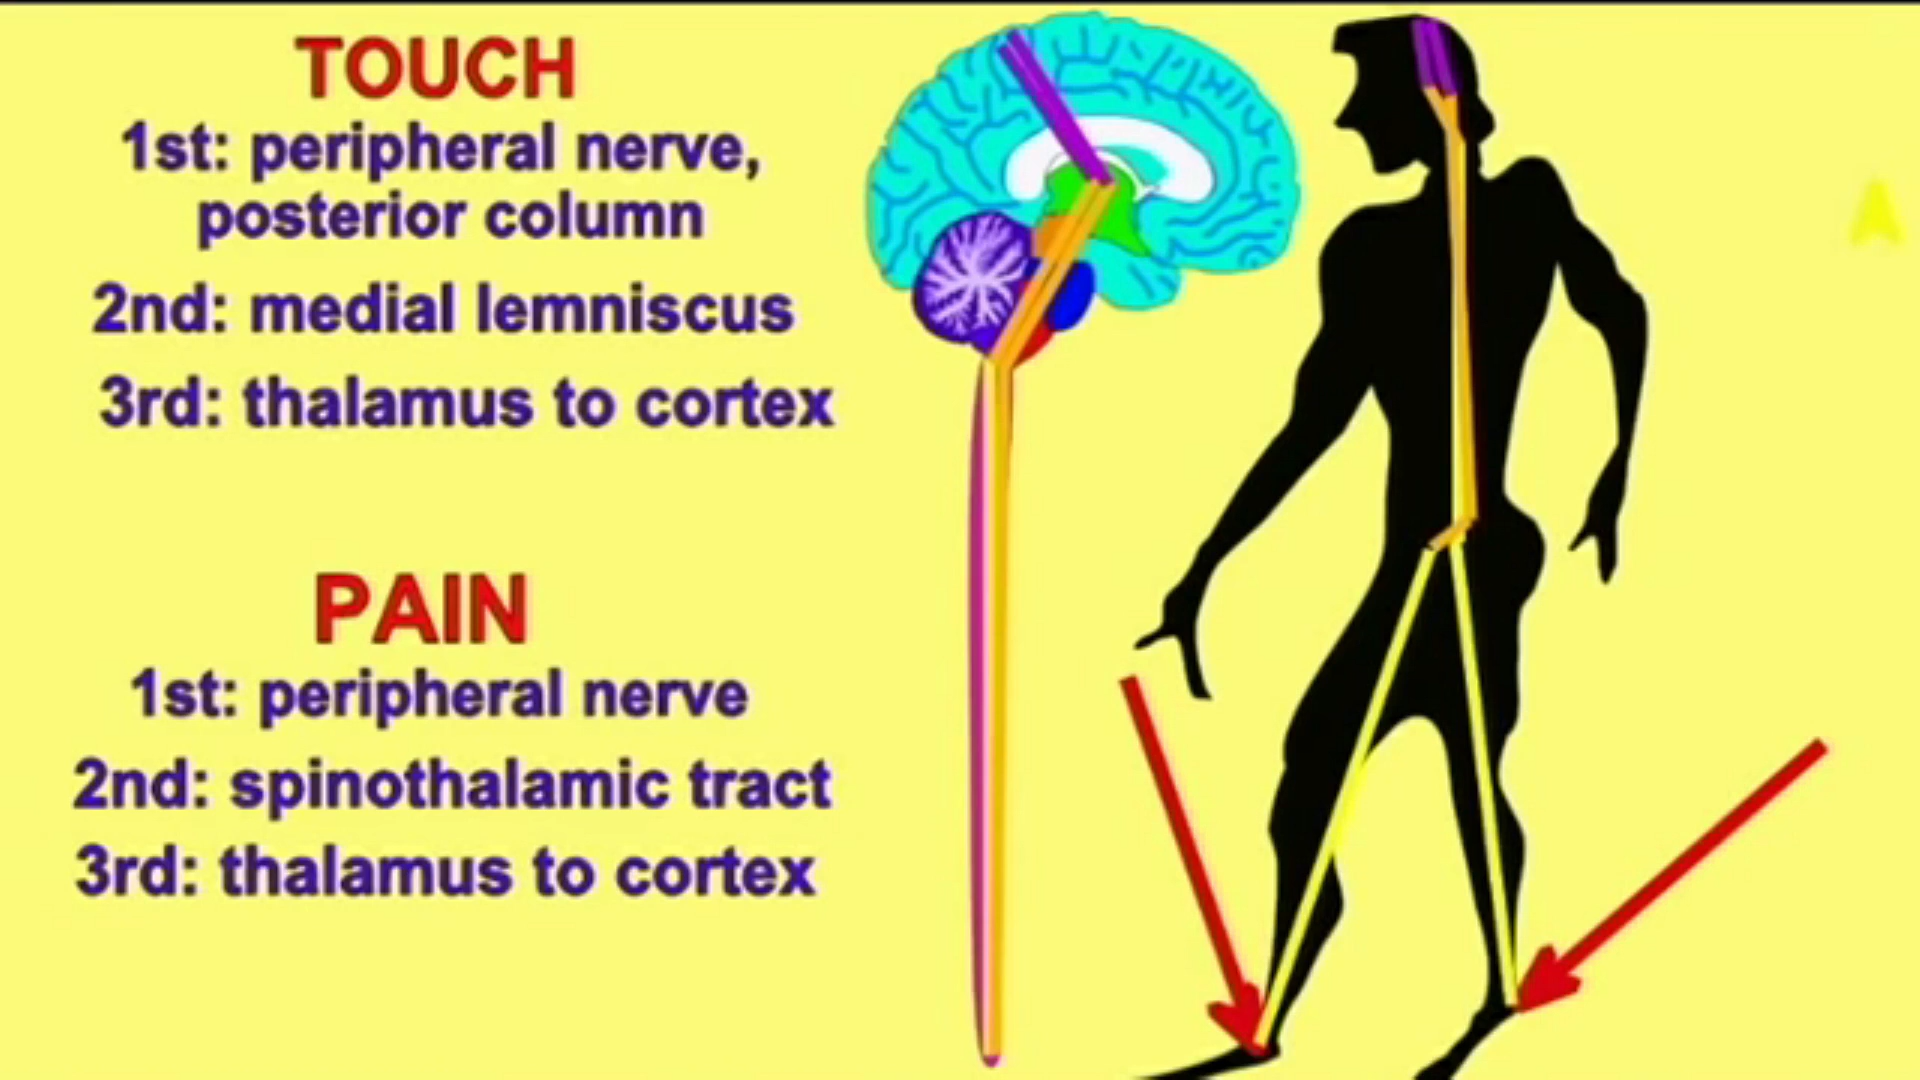 TOUCH
1st: peripheral nerve,
posterior column
2nd: medial lemniscus
3rd: thalamus to cortex
PAIN
1st: peripheral nerve
2nd: spinothalamic tract
3rd: thalamus to cortex